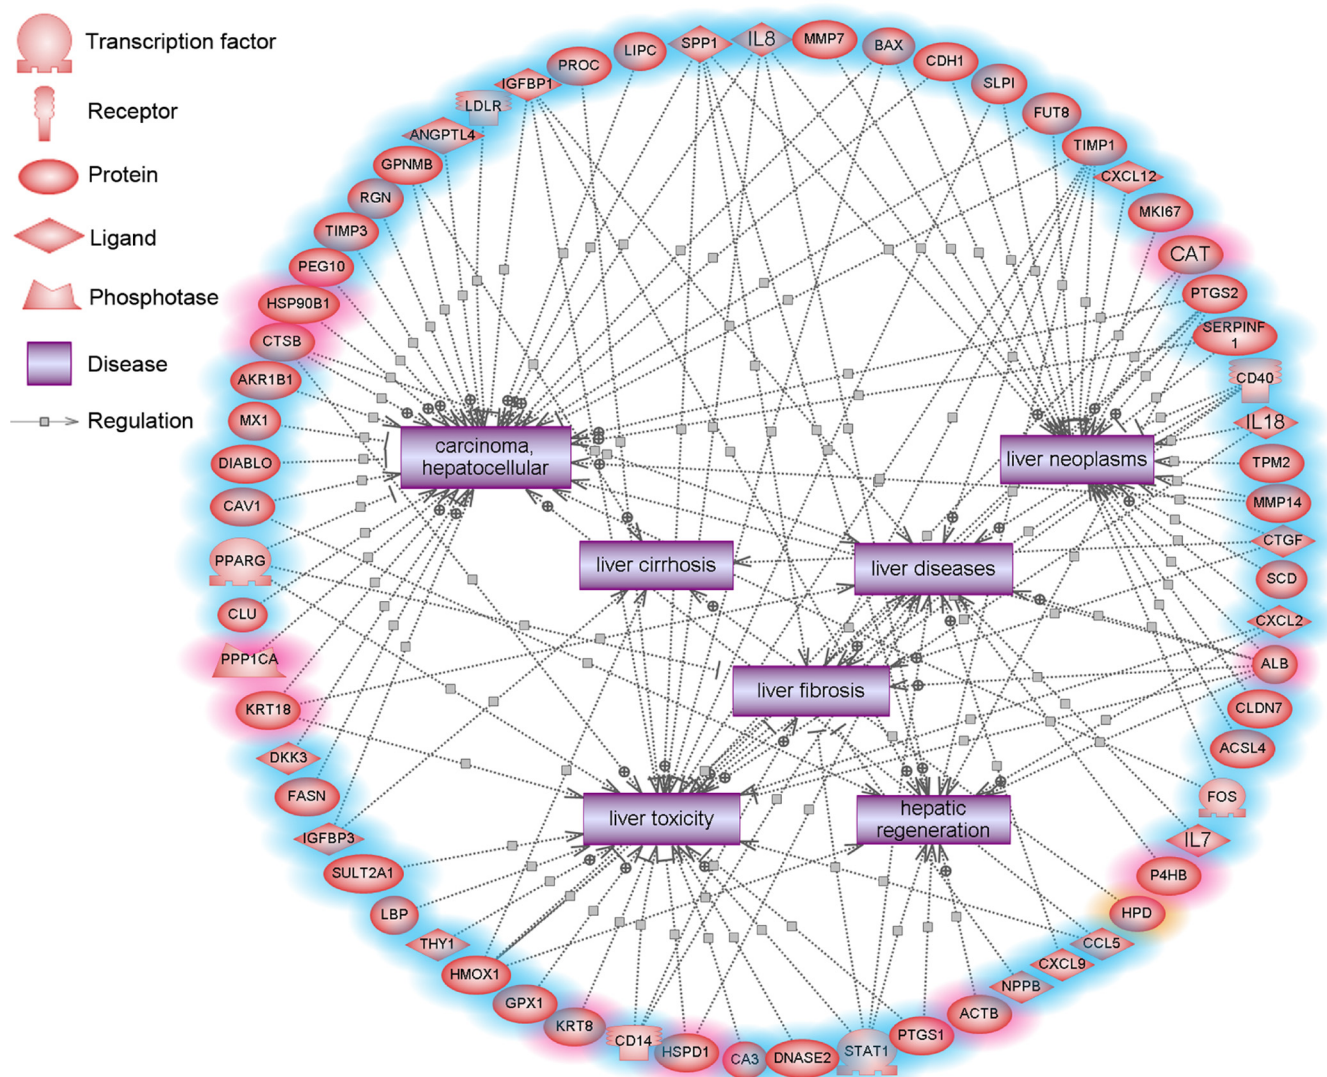 Transcription factor
Receptor
Protein
Ligand
Phosphotase
Disease
Regulation
SPP1
IL8
MMP7
BAX
CDH1
SLPI
FUT8
TIMP1
CXCL12
MKI67
CAT
PTGS2
SERPINF
1
CD40
IL18
TPM2
MMP14
CTGF
SCD
CXCL2
ALB
CLDN7
ACSL4
FOS
IL7
P4HB
HPD
CCL5
CXCL9
NPPB
ACTB
PTGS1
STAT1
DNASE2
CA3
HSPD1
CD14
KRT8
GPX1
HMOX1
THY1
LBP
SULT2A1
IGFBP3
FASN
DKK3
KRT18
PPP1CA
CLU
PPARG
CAV1
DIABLO
MX1
AKR1B1
CTSB
HSP90B1
PEG10
TIMP3
RGN
GPNMB
ANGPTL4
LDLR
IGFBP1
PROC
LIPC
carcinoma,
hepatocellular
liver neoplasms
liver cirrhosis
liver diseases
liver fibrosis
liver toxicity
hepatic
regeneration